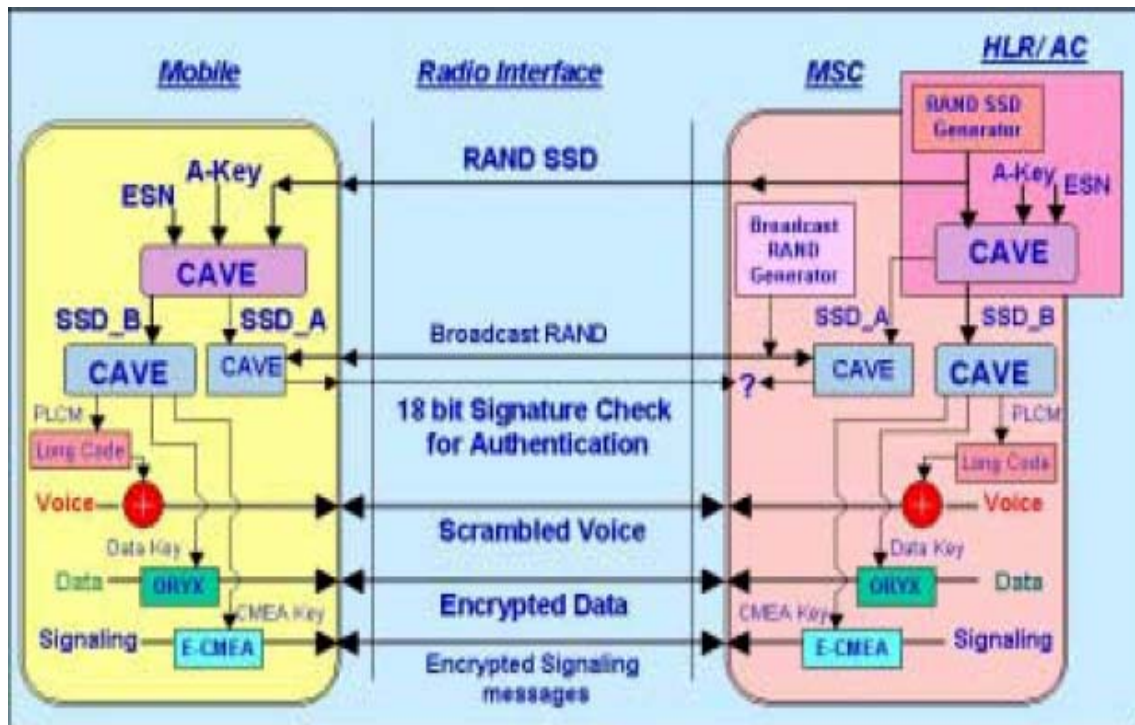 Mobile
Radio Interface
MSC
HLR/ AC
RAND SSD
Generator
RAND SSD
A-Key
ESN
A-Key
ESN
Broadcast
RAND
Generator
CAVE
CAVE
SSD_B
SSD_A
Broadcast RAND
SSD_A
SSD_B
CAVE
CAVE
?
CAVE
CAVE
18 bit Signature Check
for Authentication
PLCM
PLCM
Long Code
Long Code
Voice
+
+
Voice
Scrambled Voice
Data Key
Data Key
Data
ORYX
ORYX
Data
Encrypted Data
CMEA Key
CMEA Key
Signaling
E-CMEA
E-CMEA
Signaling
Encrypted Signaling
messages